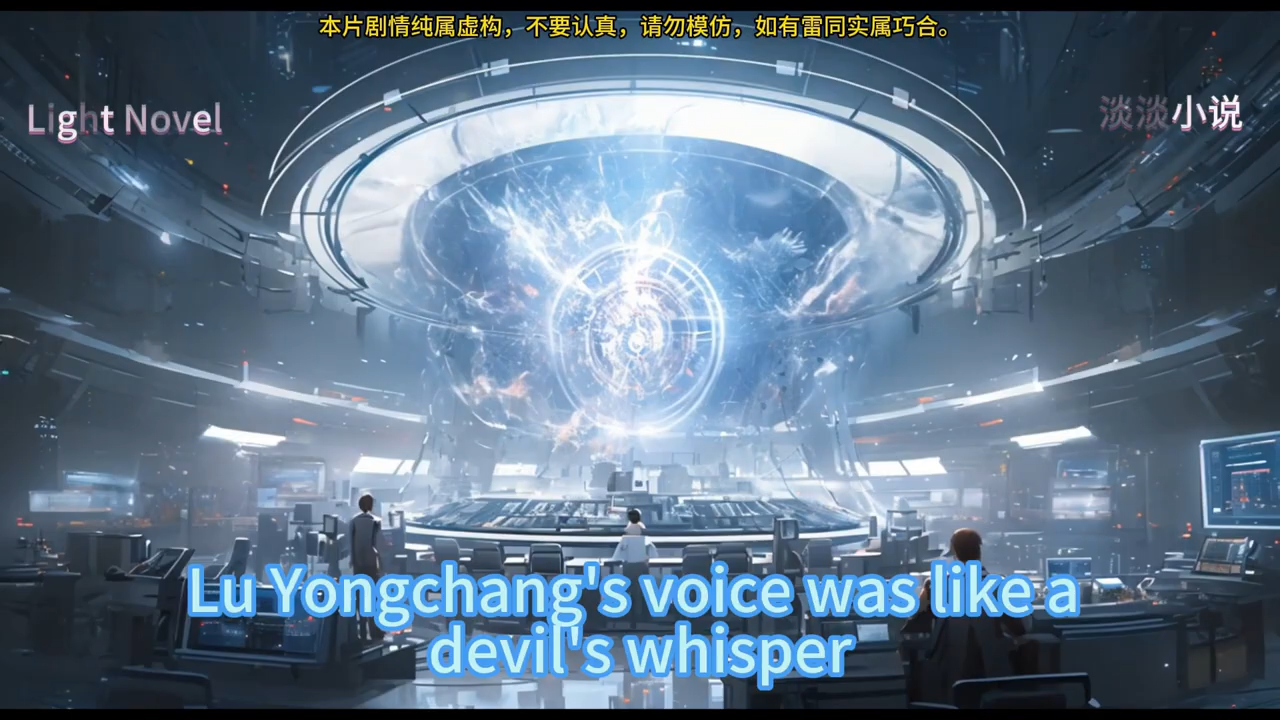 本片剧情纯属虚构，不要认真，请勿模仿，如有雷同实属巧合。
Light Novel
淡淡小说
Lu Yongchang's voice was like a
devil's whisper